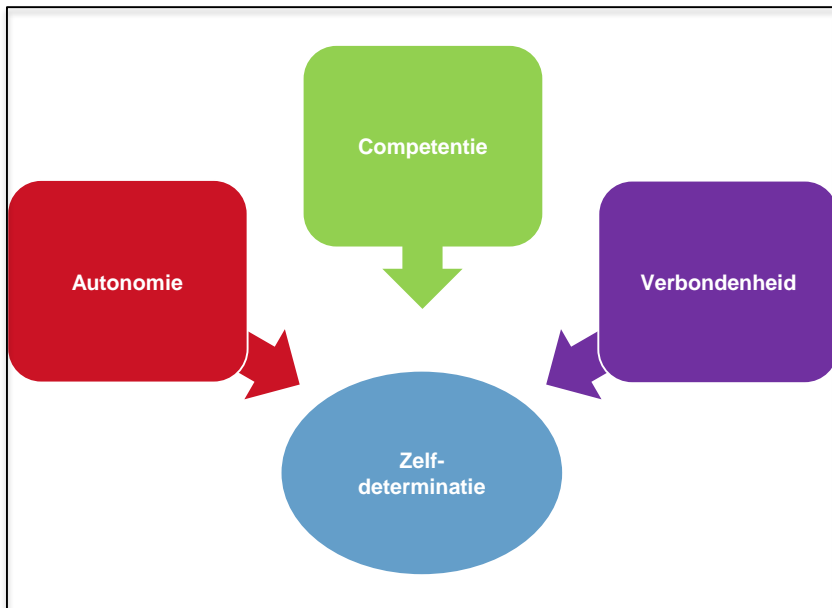 Competentie
Autonomie
Verbondenheid
Zelf-
determinatie